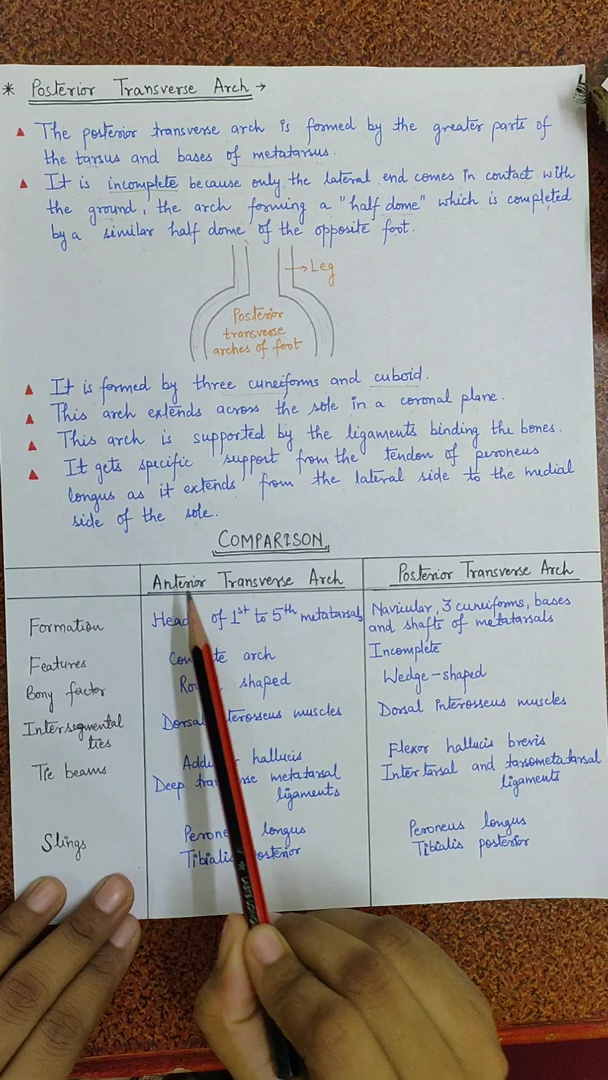 * Posterior Transverse Arch →
The posterior transverse arch is formed by the greater parts of
the tarsus and bases of metatarsus.
It is incomplete because only the lateral end comes in contact with
the ground, the arch forming a "half dome" which is completed
by a similar half dome of the opposite foot.
→ Leg
Posterior
transverse
arches of foot
It is formed by three cuneiforms and cuboid.
This arch extends across the sole in a coronal plane.
This arch is supported by the ligaments binding the bones.
It gets specific support from the tendon of peroneus
longus as it extends from the lateral side to the medial
side of the sole.
COMPARISON
Anterior Transverse Arch Posterior Transverse Arch
Formation of 1st to 5th metatarsals Navicular, 3 cuneiforms, bases
and shafts of metatarsals
Features arch Incomplete
Bony factor shaped Wedge-shaped
Intersegmental
ties Dorsal muscles Dorsal interosseus muscles
Tie beams hallucis Flexor hallucis brevis
Deep metatarsal
ligaments Intertarsal and tarsometatarsal
ligaments
Slings longus Peroneus longus
Tibialis posterior Tibialis posterior